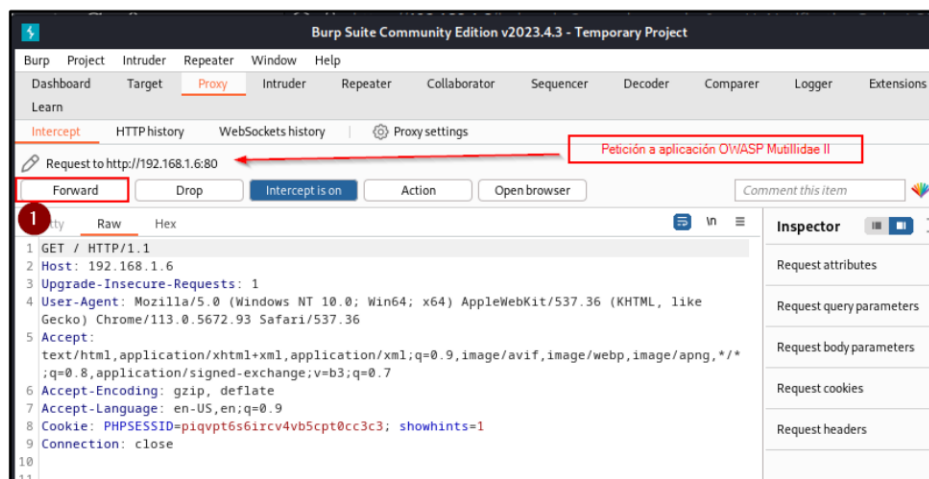 Burp Suite Community Edition v2023.4.3 - Temporary Project
Burp Project Intruder Repeater Window Help
Dashboard Target Proxy Intruder Repeater Collaborator Sequencer Decoder Comparer Logger Extensions
Learn
Intercept HTTP history WebSockets history Proxy settings
Petición a aplicación OWASP Mutillidae II
Request to http://192.168.1.6:80
Forward Drop Intercept is on Action Open browser Comment this item
1
Raw Hex \n Inspector
1 GET / HTTP/1.1
2 Host: 192.168.1.6
3 Upgrade-Insecure-Requests: 1
4 User-Agent: Mozilla/5.0 (Windows NT 10.0; Win64; x64) AppleWebKit/537.36 (KHTML, like
Gecko) Chrome/113.0.5672.93 Safari/537.36
5 Accept:
text/html,application/xhtml+xml,application/xml;q=0.9,image/avif,image/webp,image/apng,*/*
;q=0.8,application/signed-exchange;v=b3;q=0.7
6 Accept-Encoding: gzip, deflate
7 Accept-Language: en-US,en;q=0.9
8 Cookie: PHPSESSID=piqvpt6s6ircv4vb5cpt0cc3c3; showhints=1
9 Connection: close
10
Request attributes
Request query parameters
Request body parameters
Request cookies
Request headers